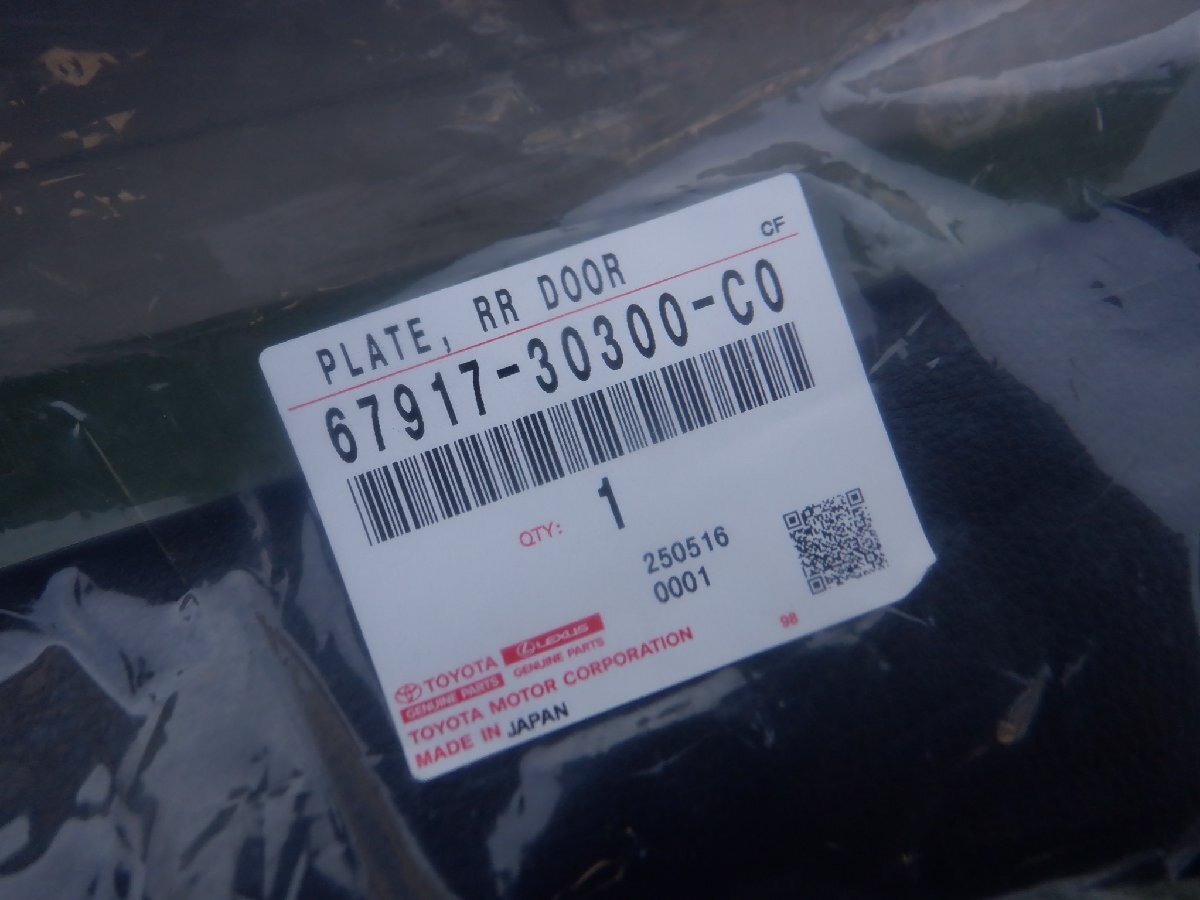 CF
PLATE, RR DOOR
67917-30300-C0
QTY: 1
250516
0001
TOYOTA
GENUINE PARTS
LEXUS
GENUINE PARTS
TOYOTA MOTOR CORPORATION
98
MADE IN JAPAN